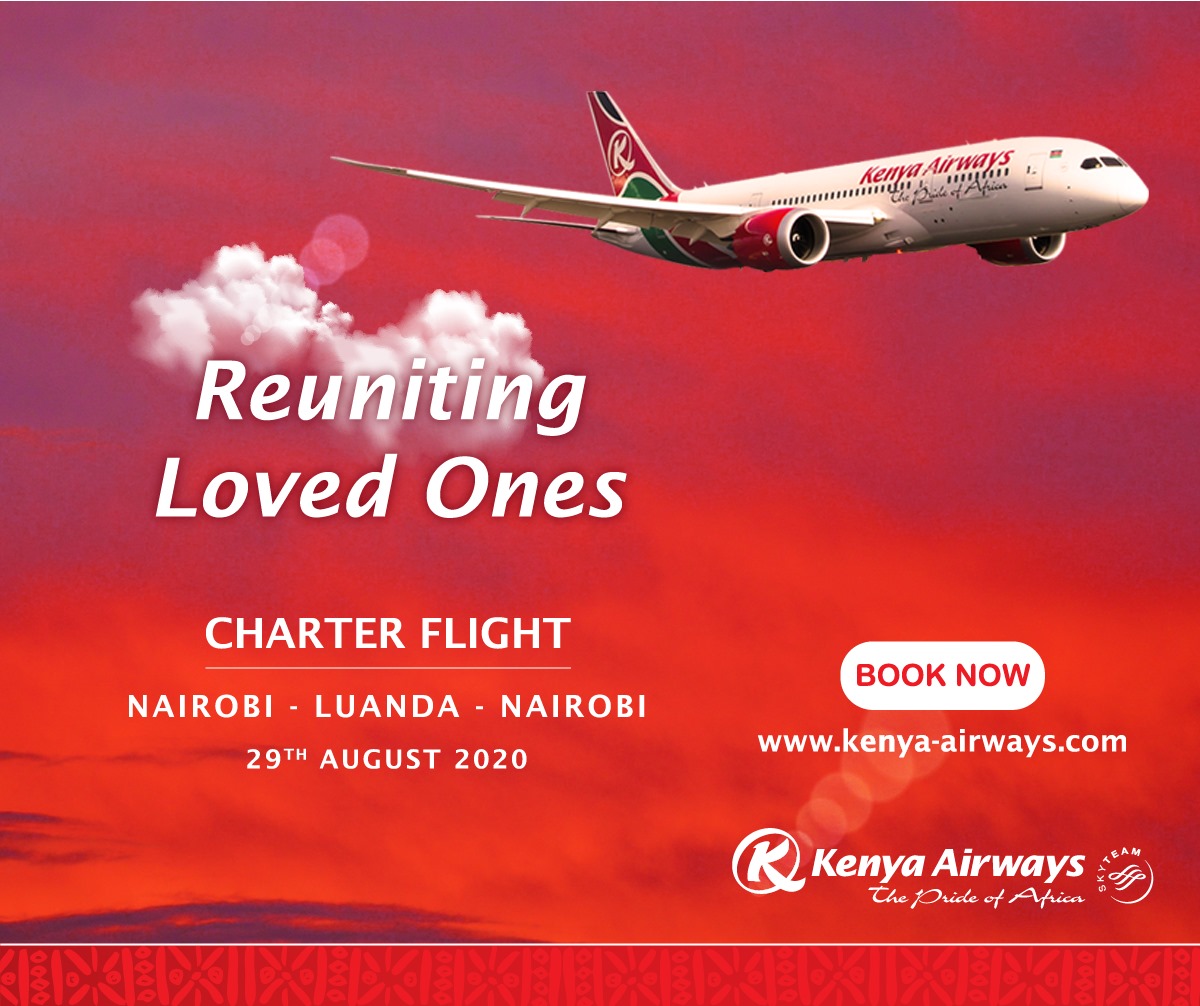 Kenya Airways
The Pride of Africa
Reuniting
Loved Ones
CHARTER FLIGHT
NAIROBI - LUANDA - NAIROBI
29TH AUGUST 2020
BOOK NOW
www.kenya-airways.com
K Kenya Airways
The Pride of Africa
SKYTEAM